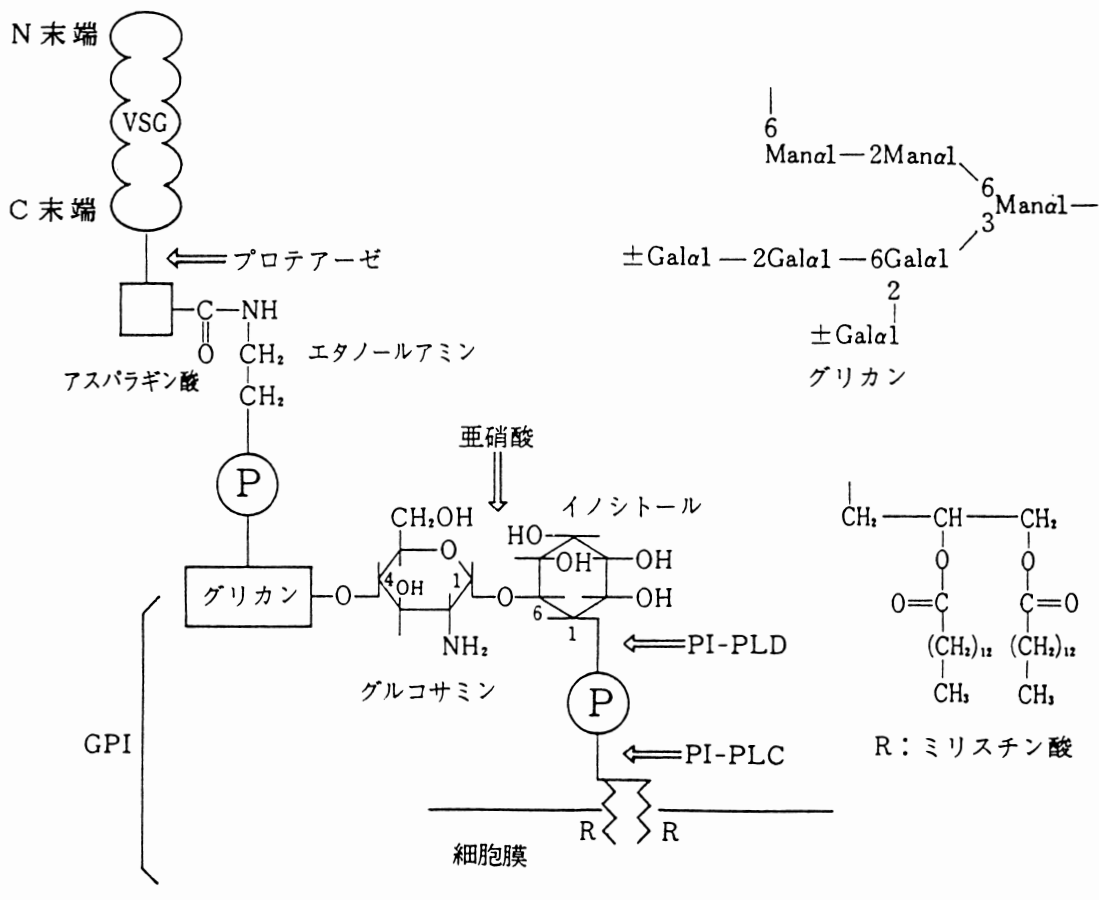 N末端
VSG
C末端
プロテアーゼ
C—NH
O
CH₂
エタノールアミン
アスパラギン酸
CH₂
P
亜硝酸
イノシトール
CH₂OH
O
HO
OH
OH
4
OH
1
グリカン
O
O
OH
6
1
NH₂
グルコサミン
PI-PLD
P
GPI
PI-PLC
R
R
細胞膜
6
Manα1—2Manα1
6
Manα1—
3
±Galα1—2Galα1—6Galα1
2
±Galα1
グリカン
CH₂—CH—CH₂
O
O
O=C
C=O
(CH₂)₁₂
(CH₂)₁₂
CH₃
CH₃
R：ミリスチン酸